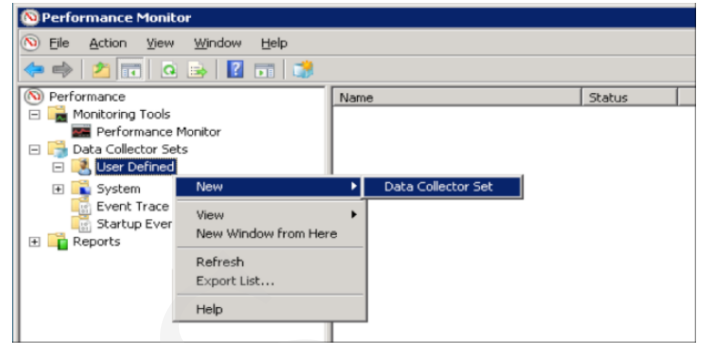 Performance Monitor
File Action View Window Help
Performance
Monitoring Tools
Performance Monitor
Data Collector Sets
User Defined
System
Event Trace
Startup Ever
Reports
Name Status
New Data Collector Set
View
New Window from Here
Refresh
Export List...
Help